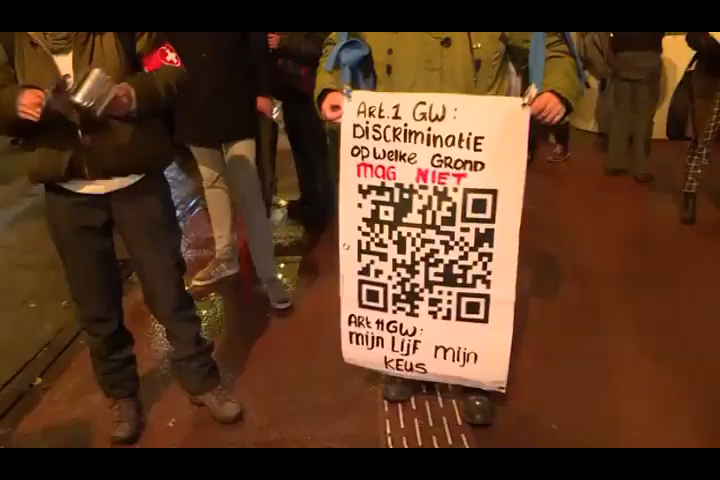 Art.1 GW:
DiSCRiminatiE
OP WELKE GROND
MAG NIET
Art 11 GW:
mijn LijF mijn
KEUS